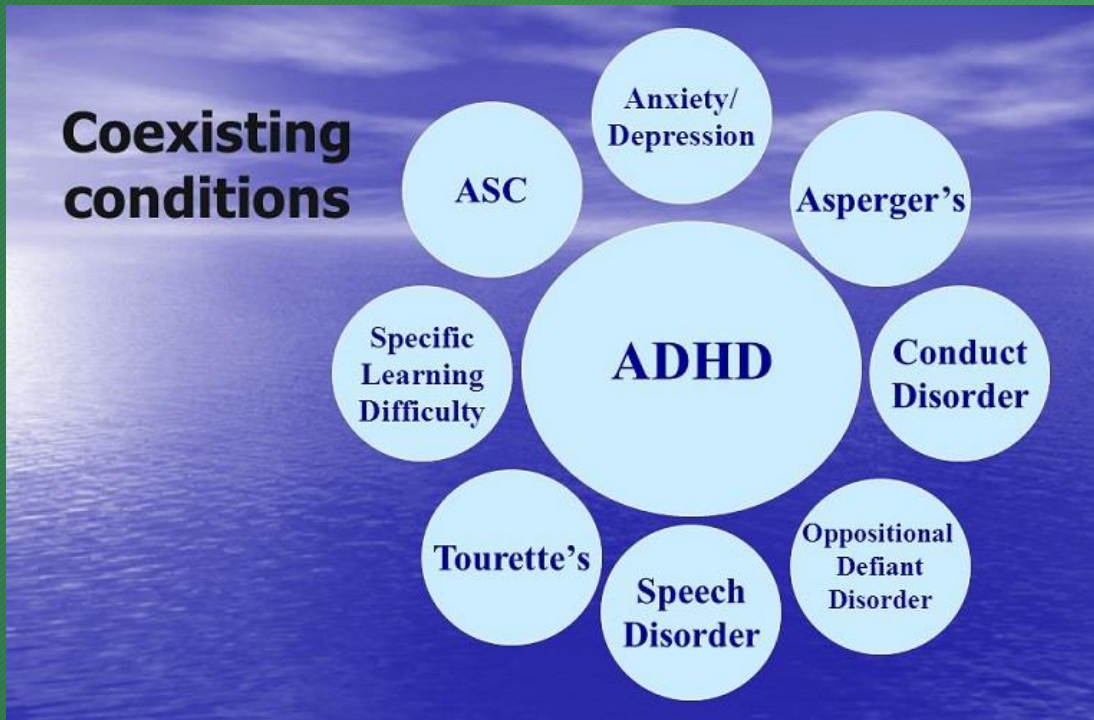 Coexisting
conditions
Anxiety/
Depression
ASC
Asperger's
Specific
Learning
Difficulty
ADHD
Conduct
Disorder
Tourette's
Speech
Disorder
Oppositional
Defiant
Disorder